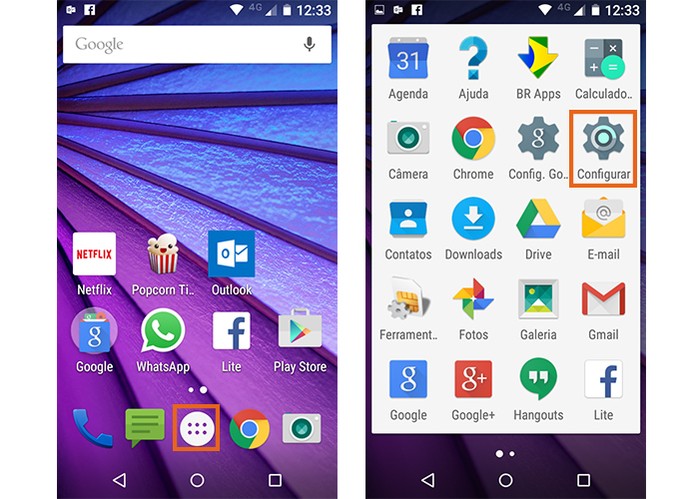 4G 12:33
Google
NETFLIX
Netflix Popcorn Ti.. Outlook
g
Google WhatsApp Lite Play Store
4G 12:33
31
Agenda Ajuda BR Apps Calculado..
g
Câmera Chrome Config. Go.. Configurar
@
Contatos Downloads Drive E-mail
Ferrament.. Fotos Galeria Gmail
g g+ f
Google Google+ Hangouts Lite